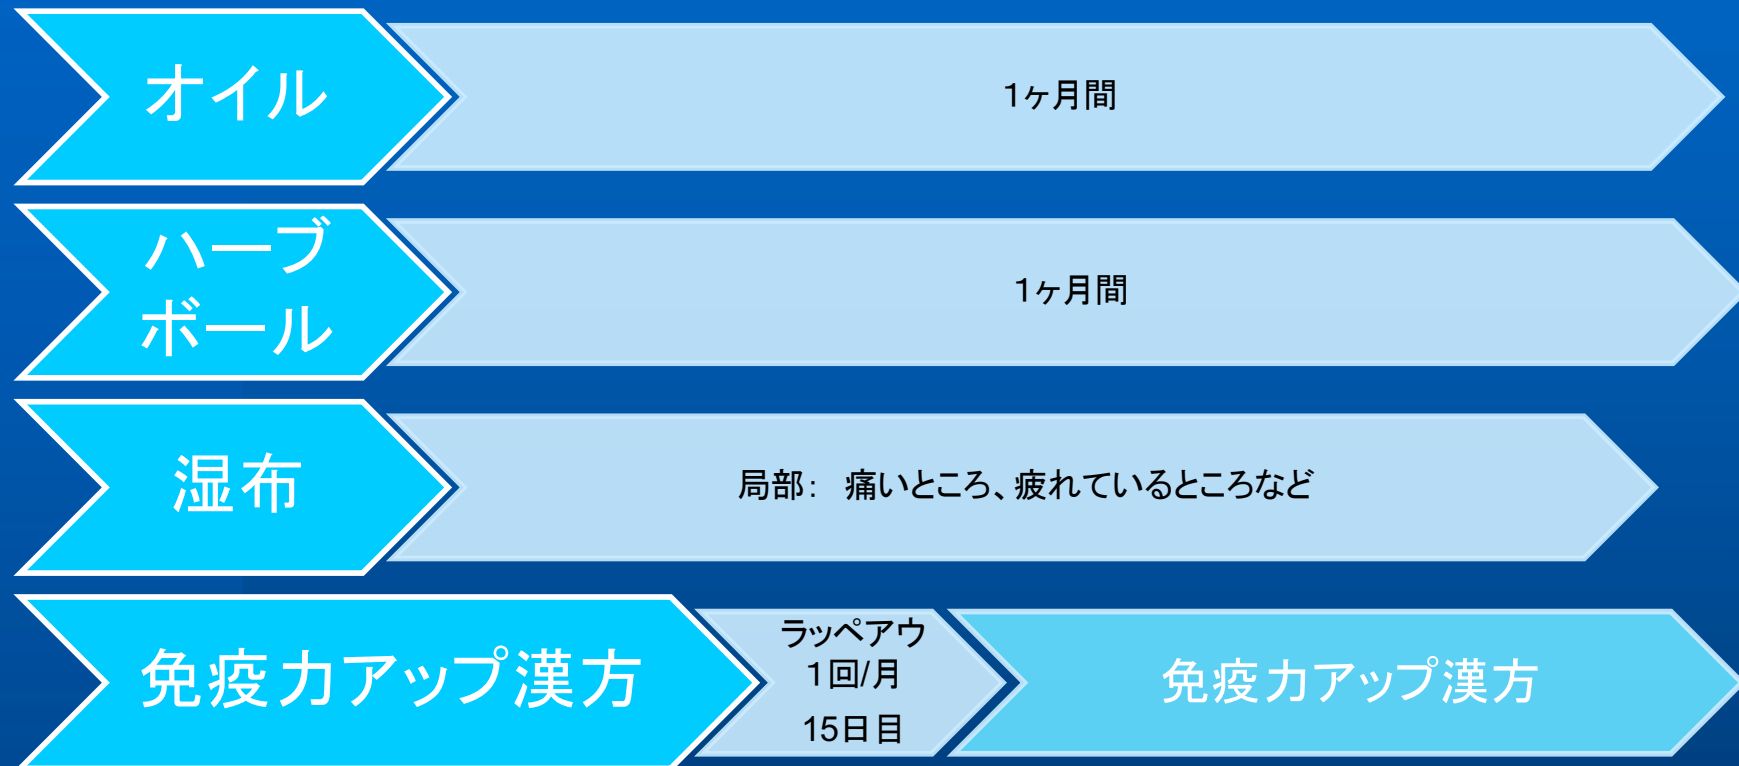 オイル
1ヶ月間
ハーブ
ボール
1ヶ月間
湿布
局部： 痛いところ、疲れているところなど
免疫力アップ漢方
ラッペアウ
1回/月
15日目
免疫力アップ漢方